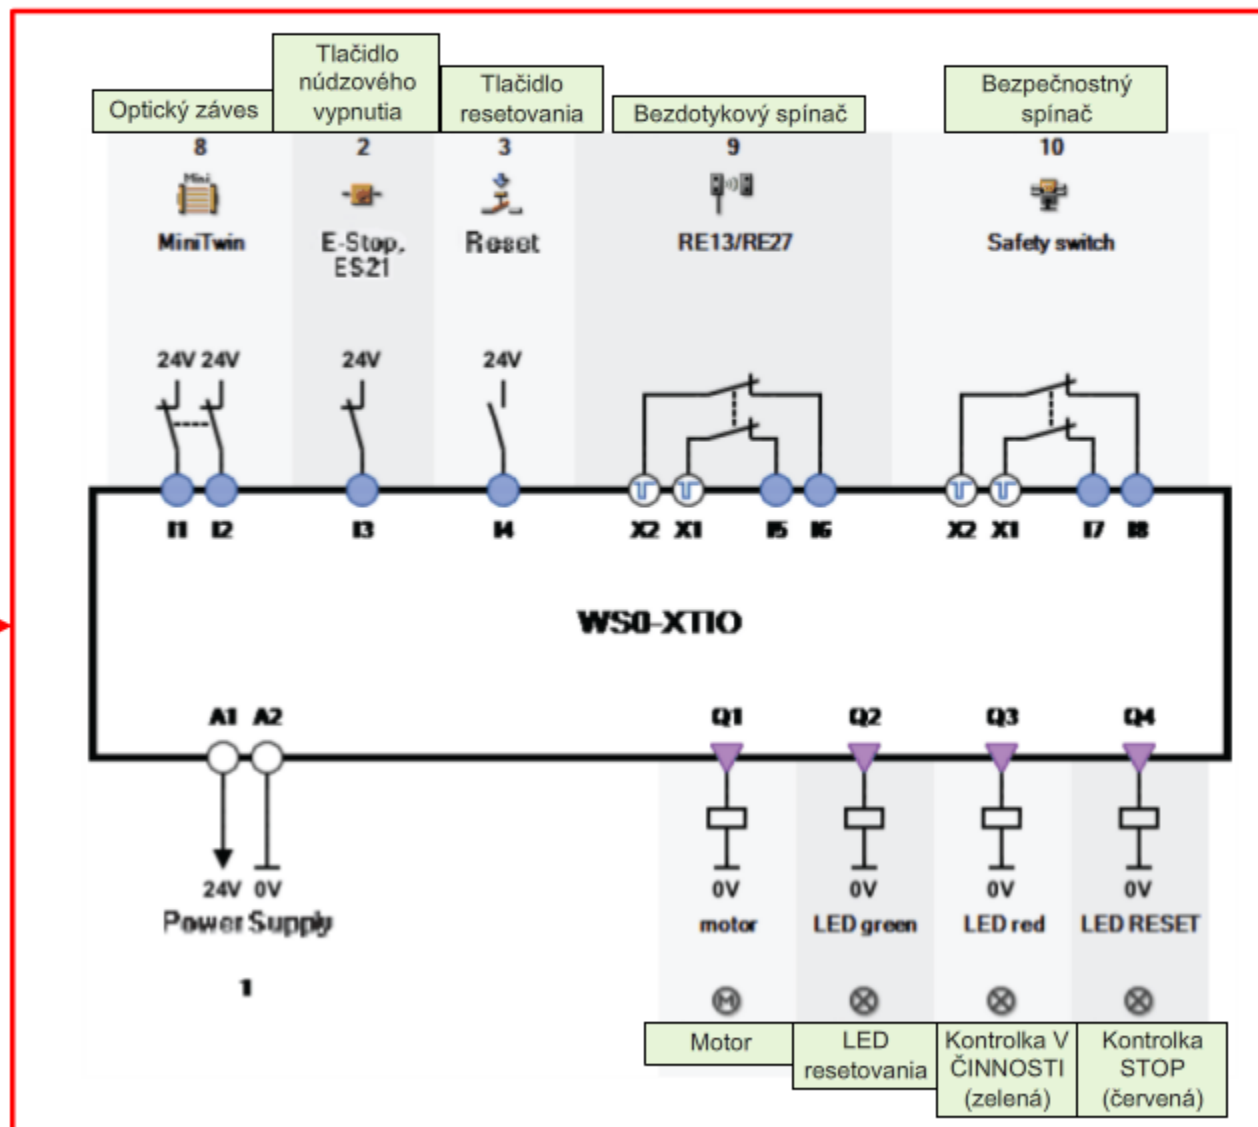 Optický záves
Tlačidlo
núdzového
vypnutia
Tlačidlo
resetovania
Bezdotykový spínač
Bezpečnostný
spínač
8
2
3
9
10
Mini
MiniTwin
E-Stop,
ES21
Reset
RE13/RE27
Safety switch
24V 24V
24V
24V
I1 I2
I3
I4
X2 X1
I5 I6
X2 X1
I7 I8
WS0-XTIO
A1 A2
Q1
Q2
Q3
Q4
24V 0V
Power Supply
1
0V
0V
0V
0V
motor
LED green
LED red
LED RESET
M
Motor
LED
resetovania
Kontrolka V
ČINNOSTI
(zelená)
Kontrolka
STOP
(červená)